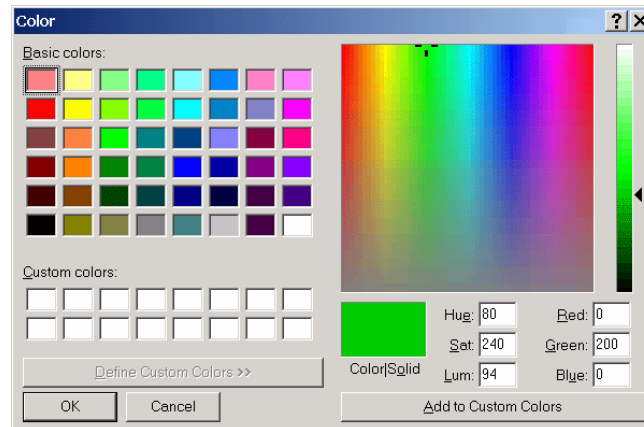 Color
Basic colors:
Custom colors:
Define Custom Colors >>
OK Cancel
Color|Solid
Hue: 80 Red: 0
Sat: 240 Green: 200
Lum: 94 Blue: 0
Add to Custom Colors